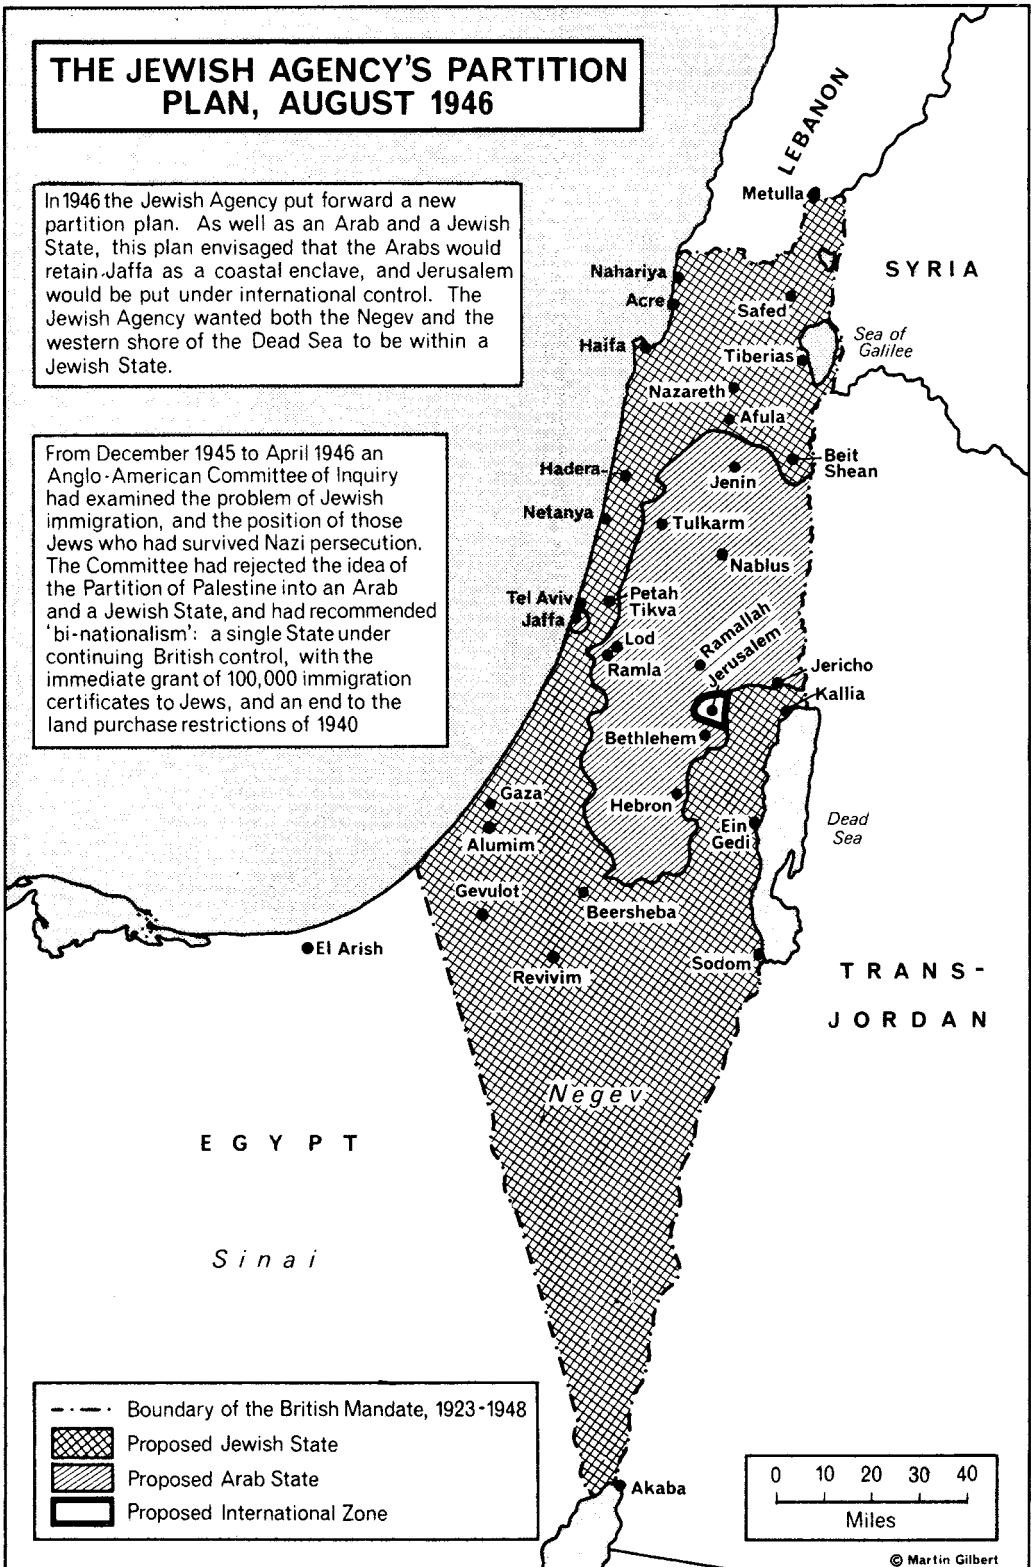 THE JEWISH AGENCY'S PARTITION
PLAN, AUGUST 1946
In 1946 the Jewish Agency put forward a new
partition plan. As well as an Arab and a Jewish
State, this plan envisaged that the Arabs would
retain Jaffa as a coastal enclave, and Jerusalem
would be put under international control. The
Jewish Agency wanted both the Negev and the
western shore of the Dead Sea to be within a
Jewish State.
From December 1945 to April 1946 an
Anglo-American Committee of Inquiry
had examined the problem of Jewish
immigration, and the position of those
Jews who had survived Nazi persecution.
The Committee had rejected the idea of
the Partition of Palestine into an Arab
and a Jewish State, and had recommended
'bi-nationalism': a single State under
continuing British control, with the
immediate grant of 100,000 immigration
certificates to Jews, and an end to the
land purchase restrictions of 1940
LEBANON
Metulla
SYRIA
Nahariya
Acre
Safed
Haifa
Tiberias
Sea of
Galilee
Nazareth
Afula
Hadera
Jenin
Beit
Shean
Netanya
Tulkarm
Nablus
Tel Aviv
Jaffa
Petah
Tikva
Lod
Ramla
Ramallah
Jerusalem
Jericho
Kallia
Bethlehem
Gaza
Hebron
Alumim
Ein
Gedi
Dead
Sea
Gevulot
Beersheba
El Arish
Revivim
Sodom
TRANS-
JORDAN
Negev
EGYPT
Sinai
Boundary of the British Mandate, 1923-1948
Proposed Jewish State
Proposed Arab State
Proposed International Zone
Akaba
0 10 20 30 40
Miles
© Martin Gilbert